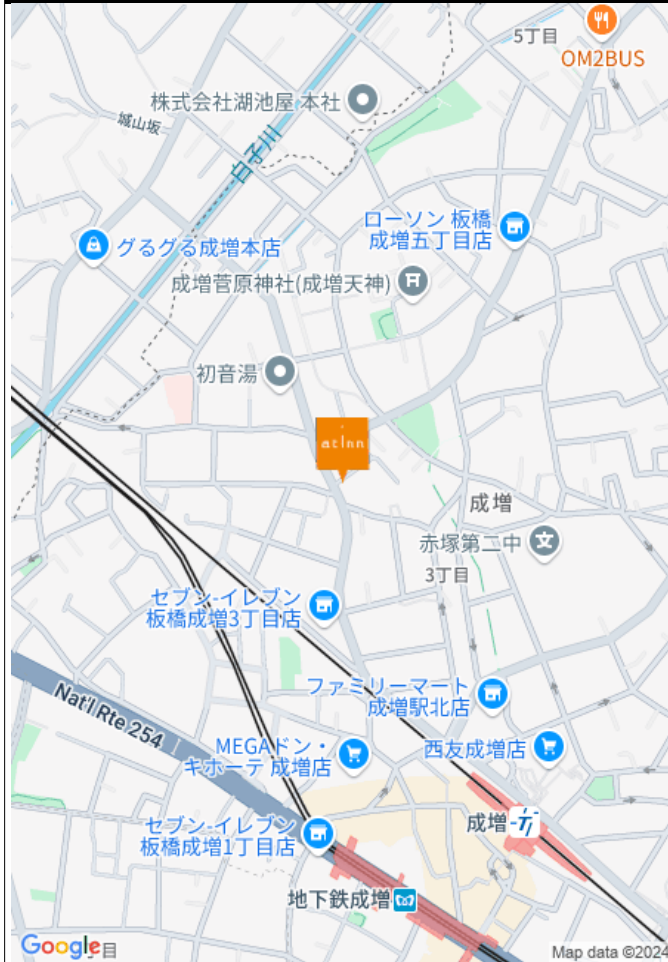 5丁目
OM2BUS
株式会社湖池屋 本社
城山坂
白子川
ローソン 板橋
成増五丁目店
グるグる成増本店
成増菅原神社(成増天神)
初音湯
at Inn
成増
赤塚第二中
3丁目
セブン-イレブン
板橋成増3丁目店
ファミリーマート
成増駅北店
Nat'l Rte 254
MEGAドン・
キホーテ 成増店
西友成増店
成増
セブン-イレブン
板橋成増1丁目店
地下鉄成増
Google
丁目
Map data ©2024